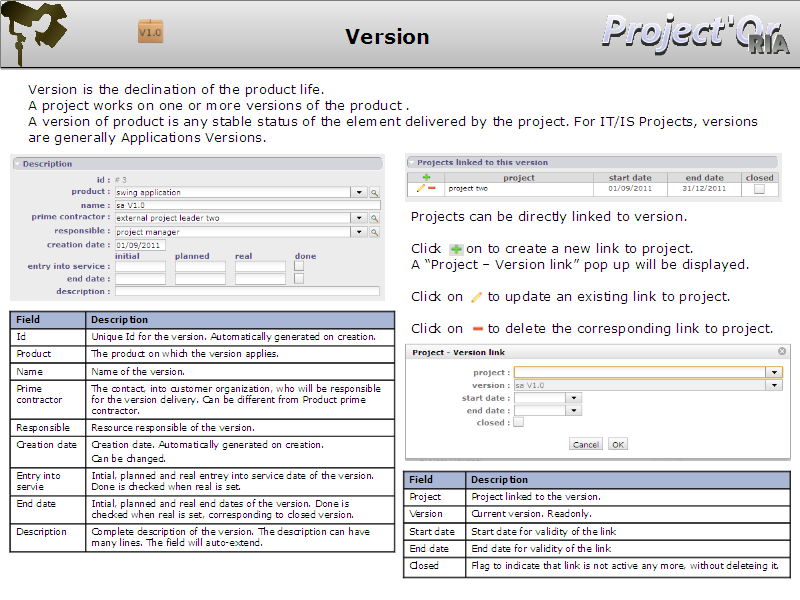 V1.0
Version
Project'Or
RIA
Version is the declination of the product life.
A project works on one or more versions of the product .
A version of product is any stable status of the element delivered by the project. For IT/IS Projects, versions
are generally Applications Versions.
Description
id : # 3
product : swing application
name : sa V1.0
prime contractor : external project leader two
responsible : project manager
creation date : 01/09/2011
initial planned real done
entry into service :
end date :
description :
Field Description
Id Unique Id for the version. Automatically generated on creation.
Product The product on which the version applies.
Name Name of the version.
Prime contractor The contact, into customer organization, who will be responsible
for the version delivery. Can be different from Product prime
contractor.
Responsible Resource responsible of the version.
Creation date Creation date. Automatically generated on creation.
Can be changed.
Entry into servie Intial, planned and real entrey into service date of the version.
Done is checked when real is set.
End date Intial, planned and real end dates of the version. Done is
checked when real is set, corresponding to closed version.
Description Complete description of the version. The description can have
many lines. The field will auto-extend.
Projects linked to this version
project start date end date closed
project two 01/09/2011 31/12/2011
Projects can be directly linked to version.
Click on to create a new link to project.
A “Project – Version link” pop up will be displayed.
Click on to update an existing link to project.
Click on to delete the corresponding link to project.
Project - Version link
project :
version : sa V1.0
start date :
end date :
closed :
Cancel OK
Field Description
Project Project linked to the version.
Version Current version. Readonly.
Start date Start date for validity of the link
End date End date for validity of the link
Closed Flag to indicate that link is not active any more, without deleteing it.